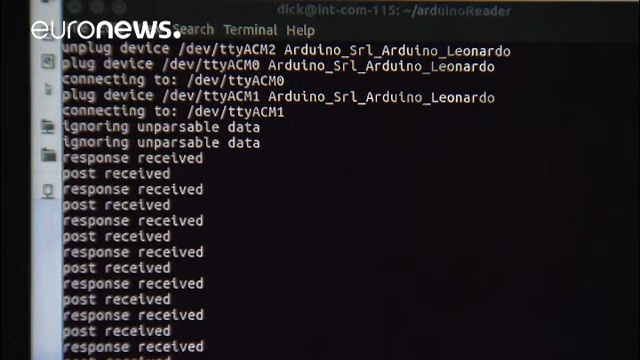 euronews.
dick@int-com-115: ~/arduinoReader
Search Terminal Help
unplug device /dev/ttyACM2 Arduino_Srl_Arduino_Leonardo
plug device /dev/ttyACM0 Arduino_Srl_Arduino_Leonardo
connecting to: /dev/ttyACM0
plug device /dev/ttyACM1 Arduino_Srl_Arduino_Leonardo
connecting to: /dev/ttyACM1
ignoring unparsable data
ignoring unparsable data
response received
post received
response received
post received
response received
post received
response received
post received
response received
post received
response received
post received
response received
post received